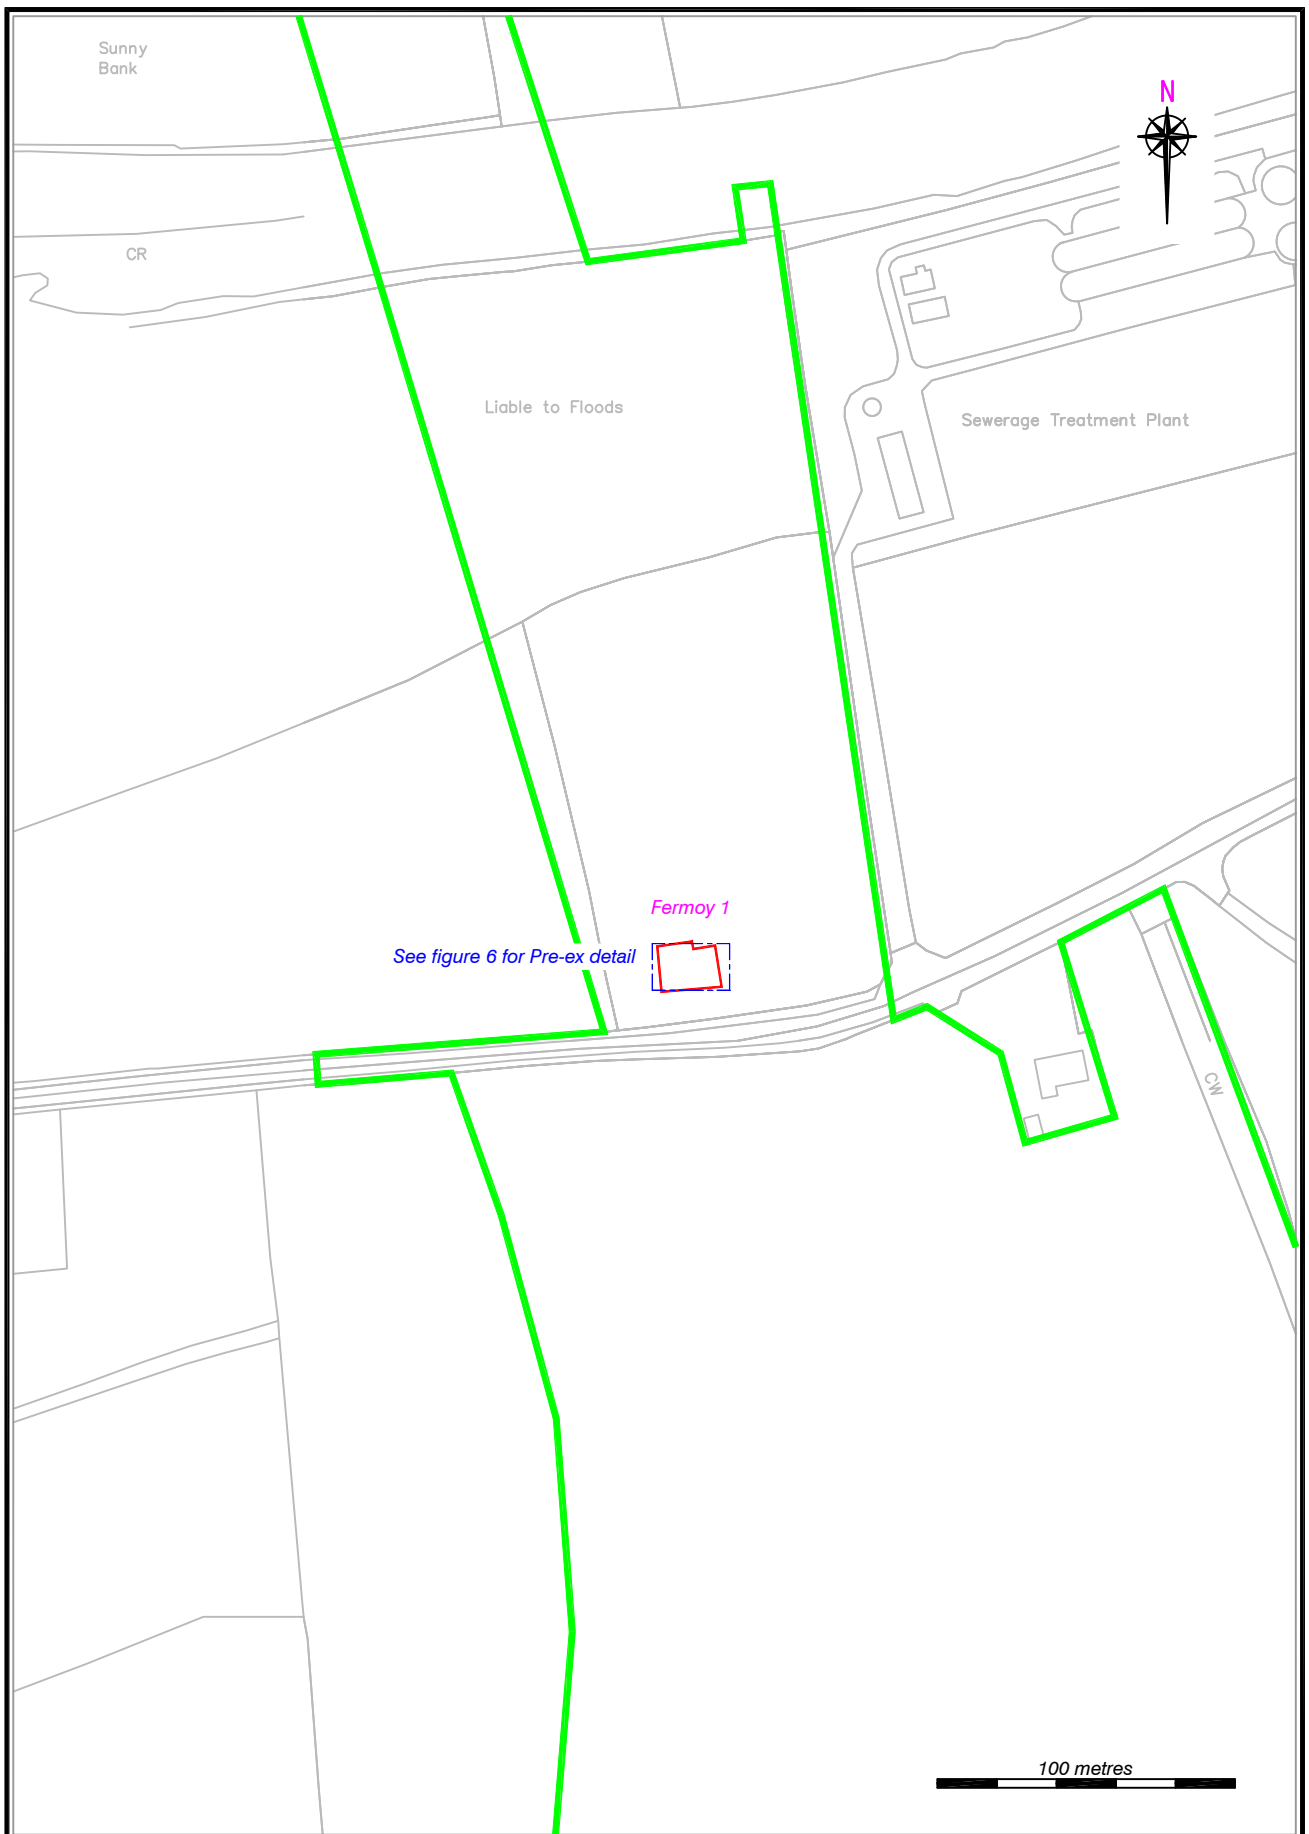 Sunny
Bank
N
CR
Liable to Floods
Sewerage Treatment Plant
Fermoy 1
See figure 6 for Pre-ex detail
CW
100 metres